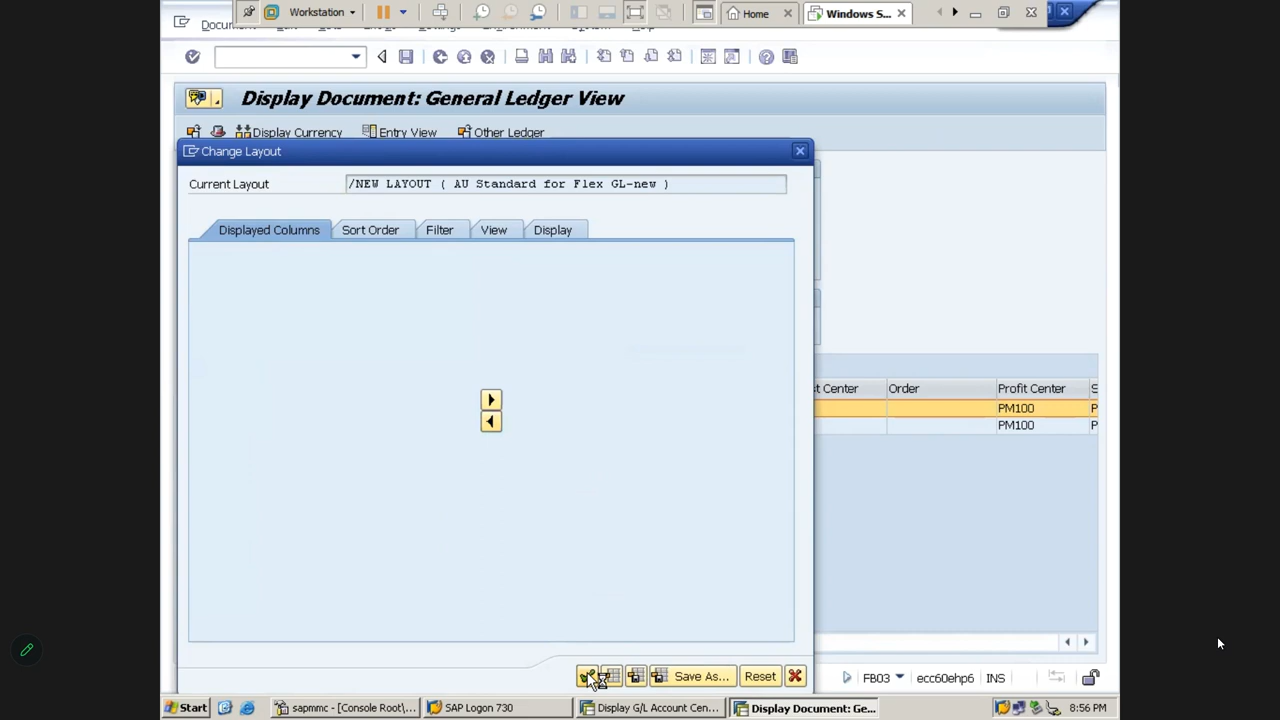 Workstation
Home
Windows S...
Document
Display Document: General Ledger View
Display Currency
Entry View
Other Ledger
Change Layout
Current Layout
/NEW LAYOUT ( AU Standard for Flex GL-new )
Displayed Columns
Sort Order
Filter
View
Display
st Center
Order
Profit Center
S
PM100
P
PM100
P
Save As...
Reset
FB03
ecc60ehp6
INS
Start
sapmmc - [Console Root\...
SAP Logon 730
Display G/L Account Cen...
Display Document: Ge...
8:56 PM